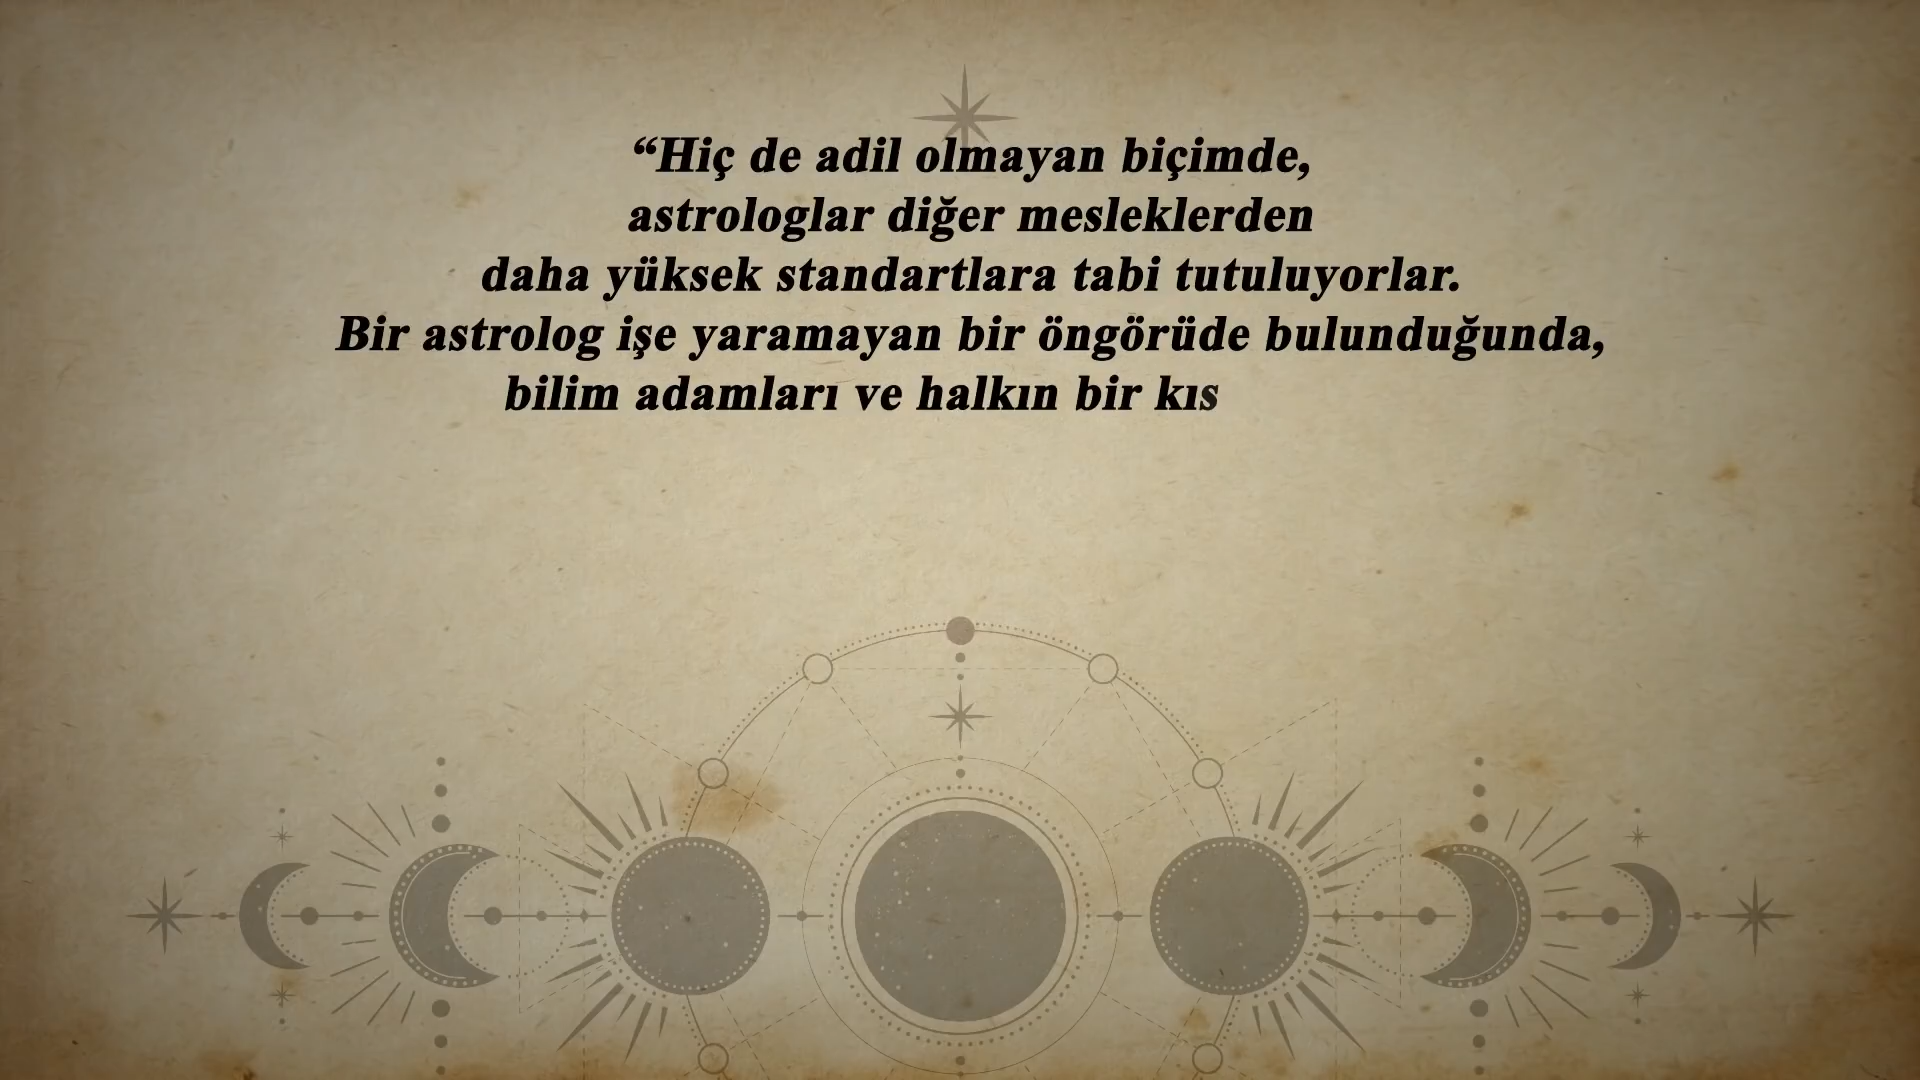 “Hiç de adil olmayan biçimde,
astrologlar diğer mesleklerden
daha yüksek standartlara tabi tutuluyorlar.
Bir astrolog işe yaramayan bir öngörüde bulunduğunda,
bilim adamları ve halkın bir kıs